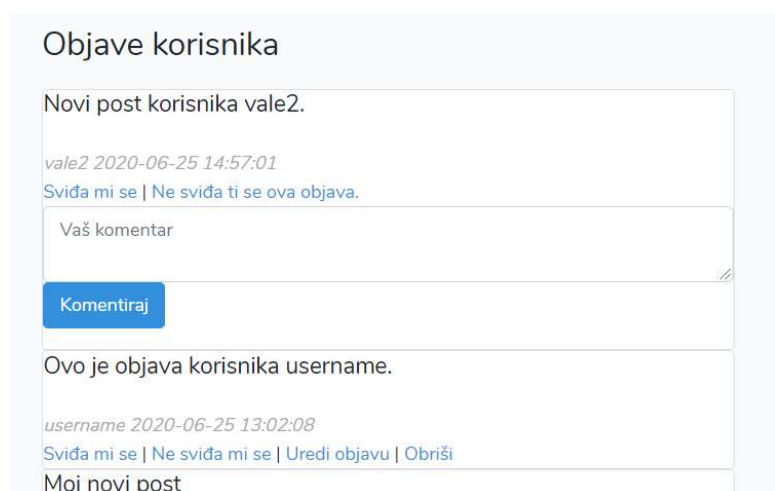 Objave korisnika
Novi post korisnika vale2.
vale2 2020-06-25 14:57:01
Sviđa mi se | Ne sviđa ti se ova objava.
Vaš komentar
Komentiraj
Ovo je objava korisnika username.
username 2020-06-25 13:02:08
Sviđa mi se | Ne sviđa mi se | Uredi objavu | Obriši
Moj novi post